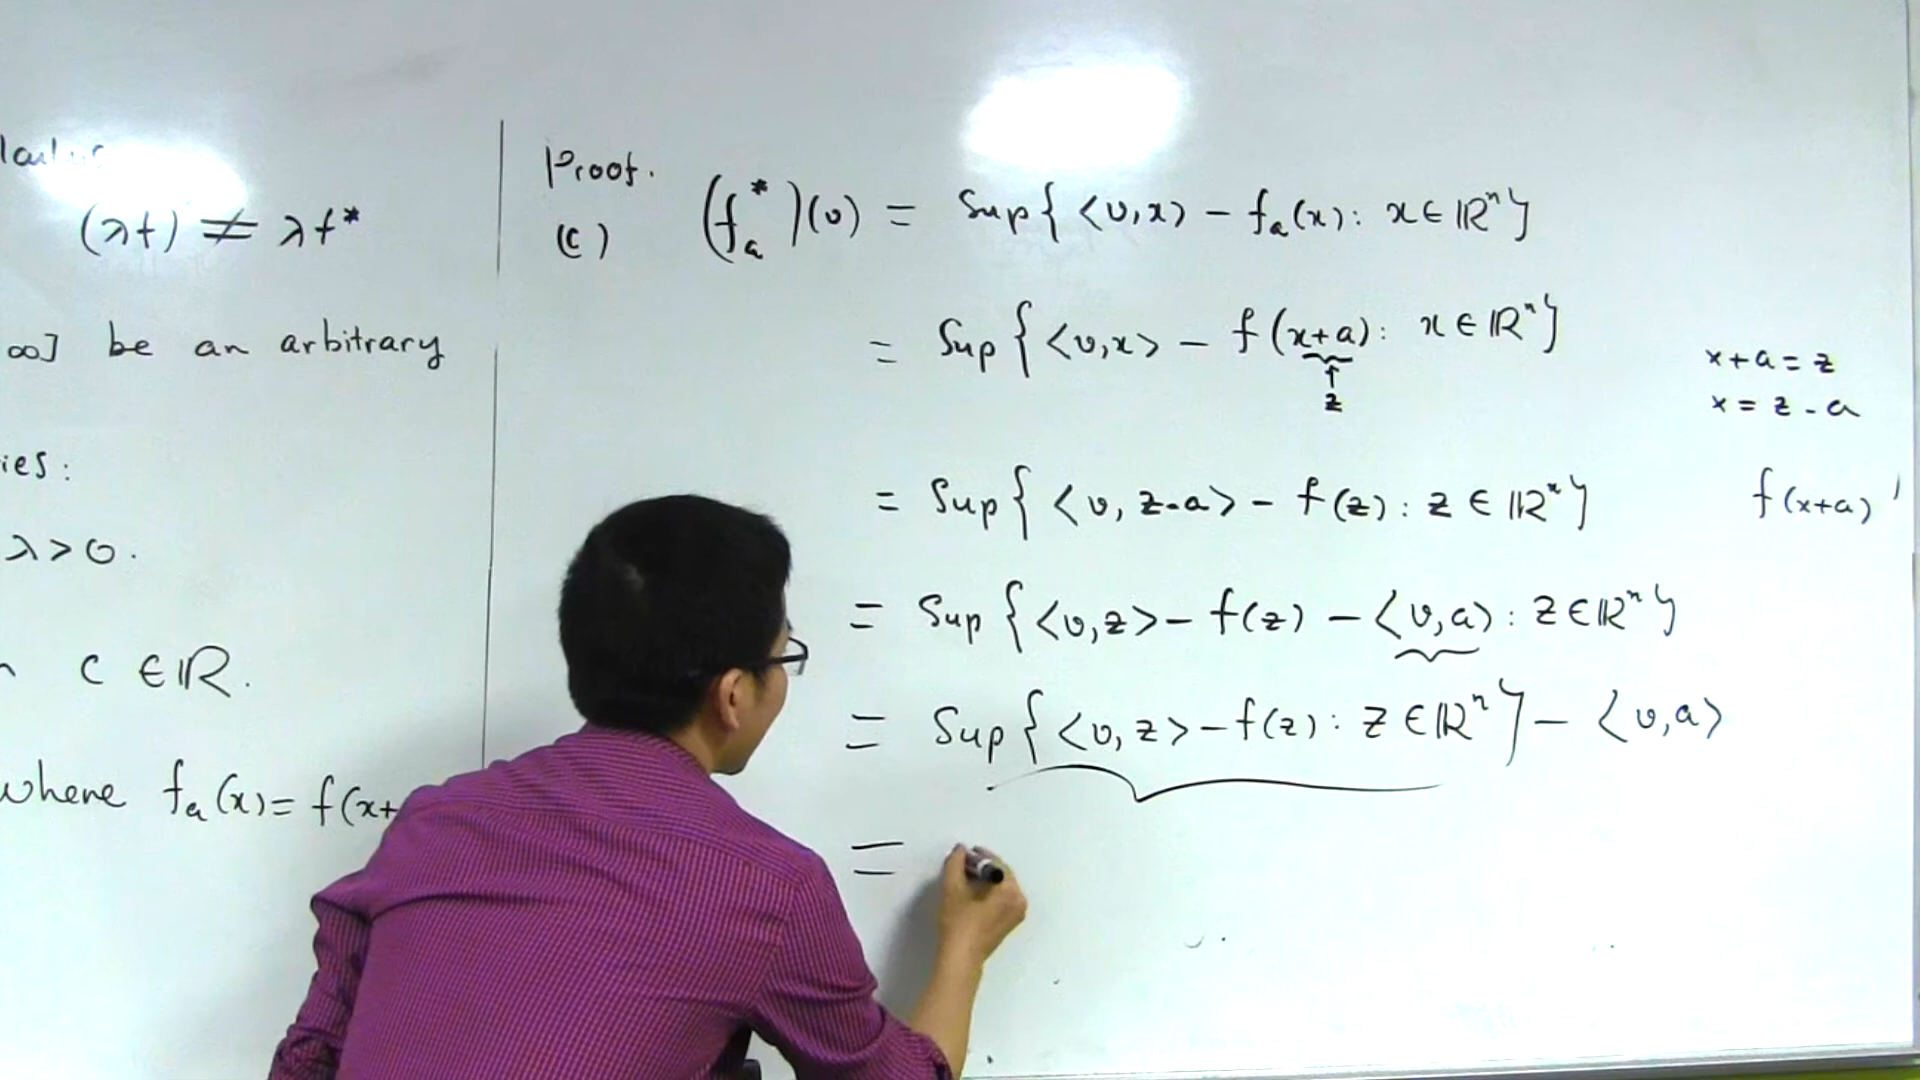 (λf) ≠ λf*
∞] be an arbitrary
ies:
λ > 0.
C ∈ ℝ.
where fₐ(x) = f(x+
Proof.
(c) (fₐ*)(v) = Sup{ <v,x> - fₐ(x) : x ∈ ℝⁿ}
= Sup{ <v,x> - f(x+a) : x ∈ ℝⁿ}
↑
z
x + a = z
x = z - a
= Sup{ <v, z-a> - f(z) : z ∈ ℝⁿ}
f(x+a)
= Sup{ <v,z> - f(z) - <v,a> : z ∈ ℝⁿ}
= Sup{ <v,z> - f(z) : z ∈ ℝⁿ} - <v,a>
=